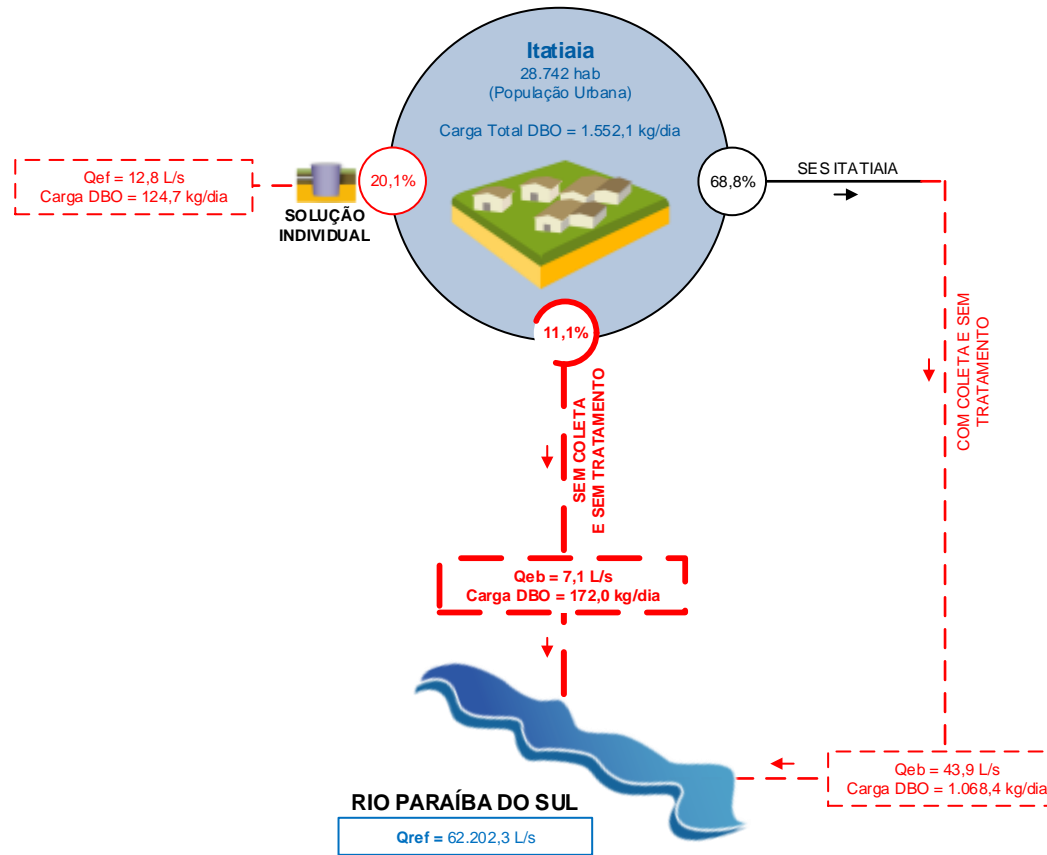 Itatiaia
28.742 hab
(População Urbana)
Carga Total DBO = 1.552,1 kg/dia
Qef = 12,8 L/s
Carga DBO = 124,7 kg/dia
20,1%
SOLUÇÃO
INDIVIDUAL
68,8%
SES ITATIAIA
11,1%
SEM COLETA
E SEM TRATAMENTO
COM COLETA E SEM
TRATAMENTO
Qeb = 7,1 L/s
Carga DBO = 172,0 kg/dia
Qeb = 43,9 L/s
Carga DBO = 1.068,4 kg/dia
RIO PARAÍBA DO SUL
Qref = 62.202,3 L/s